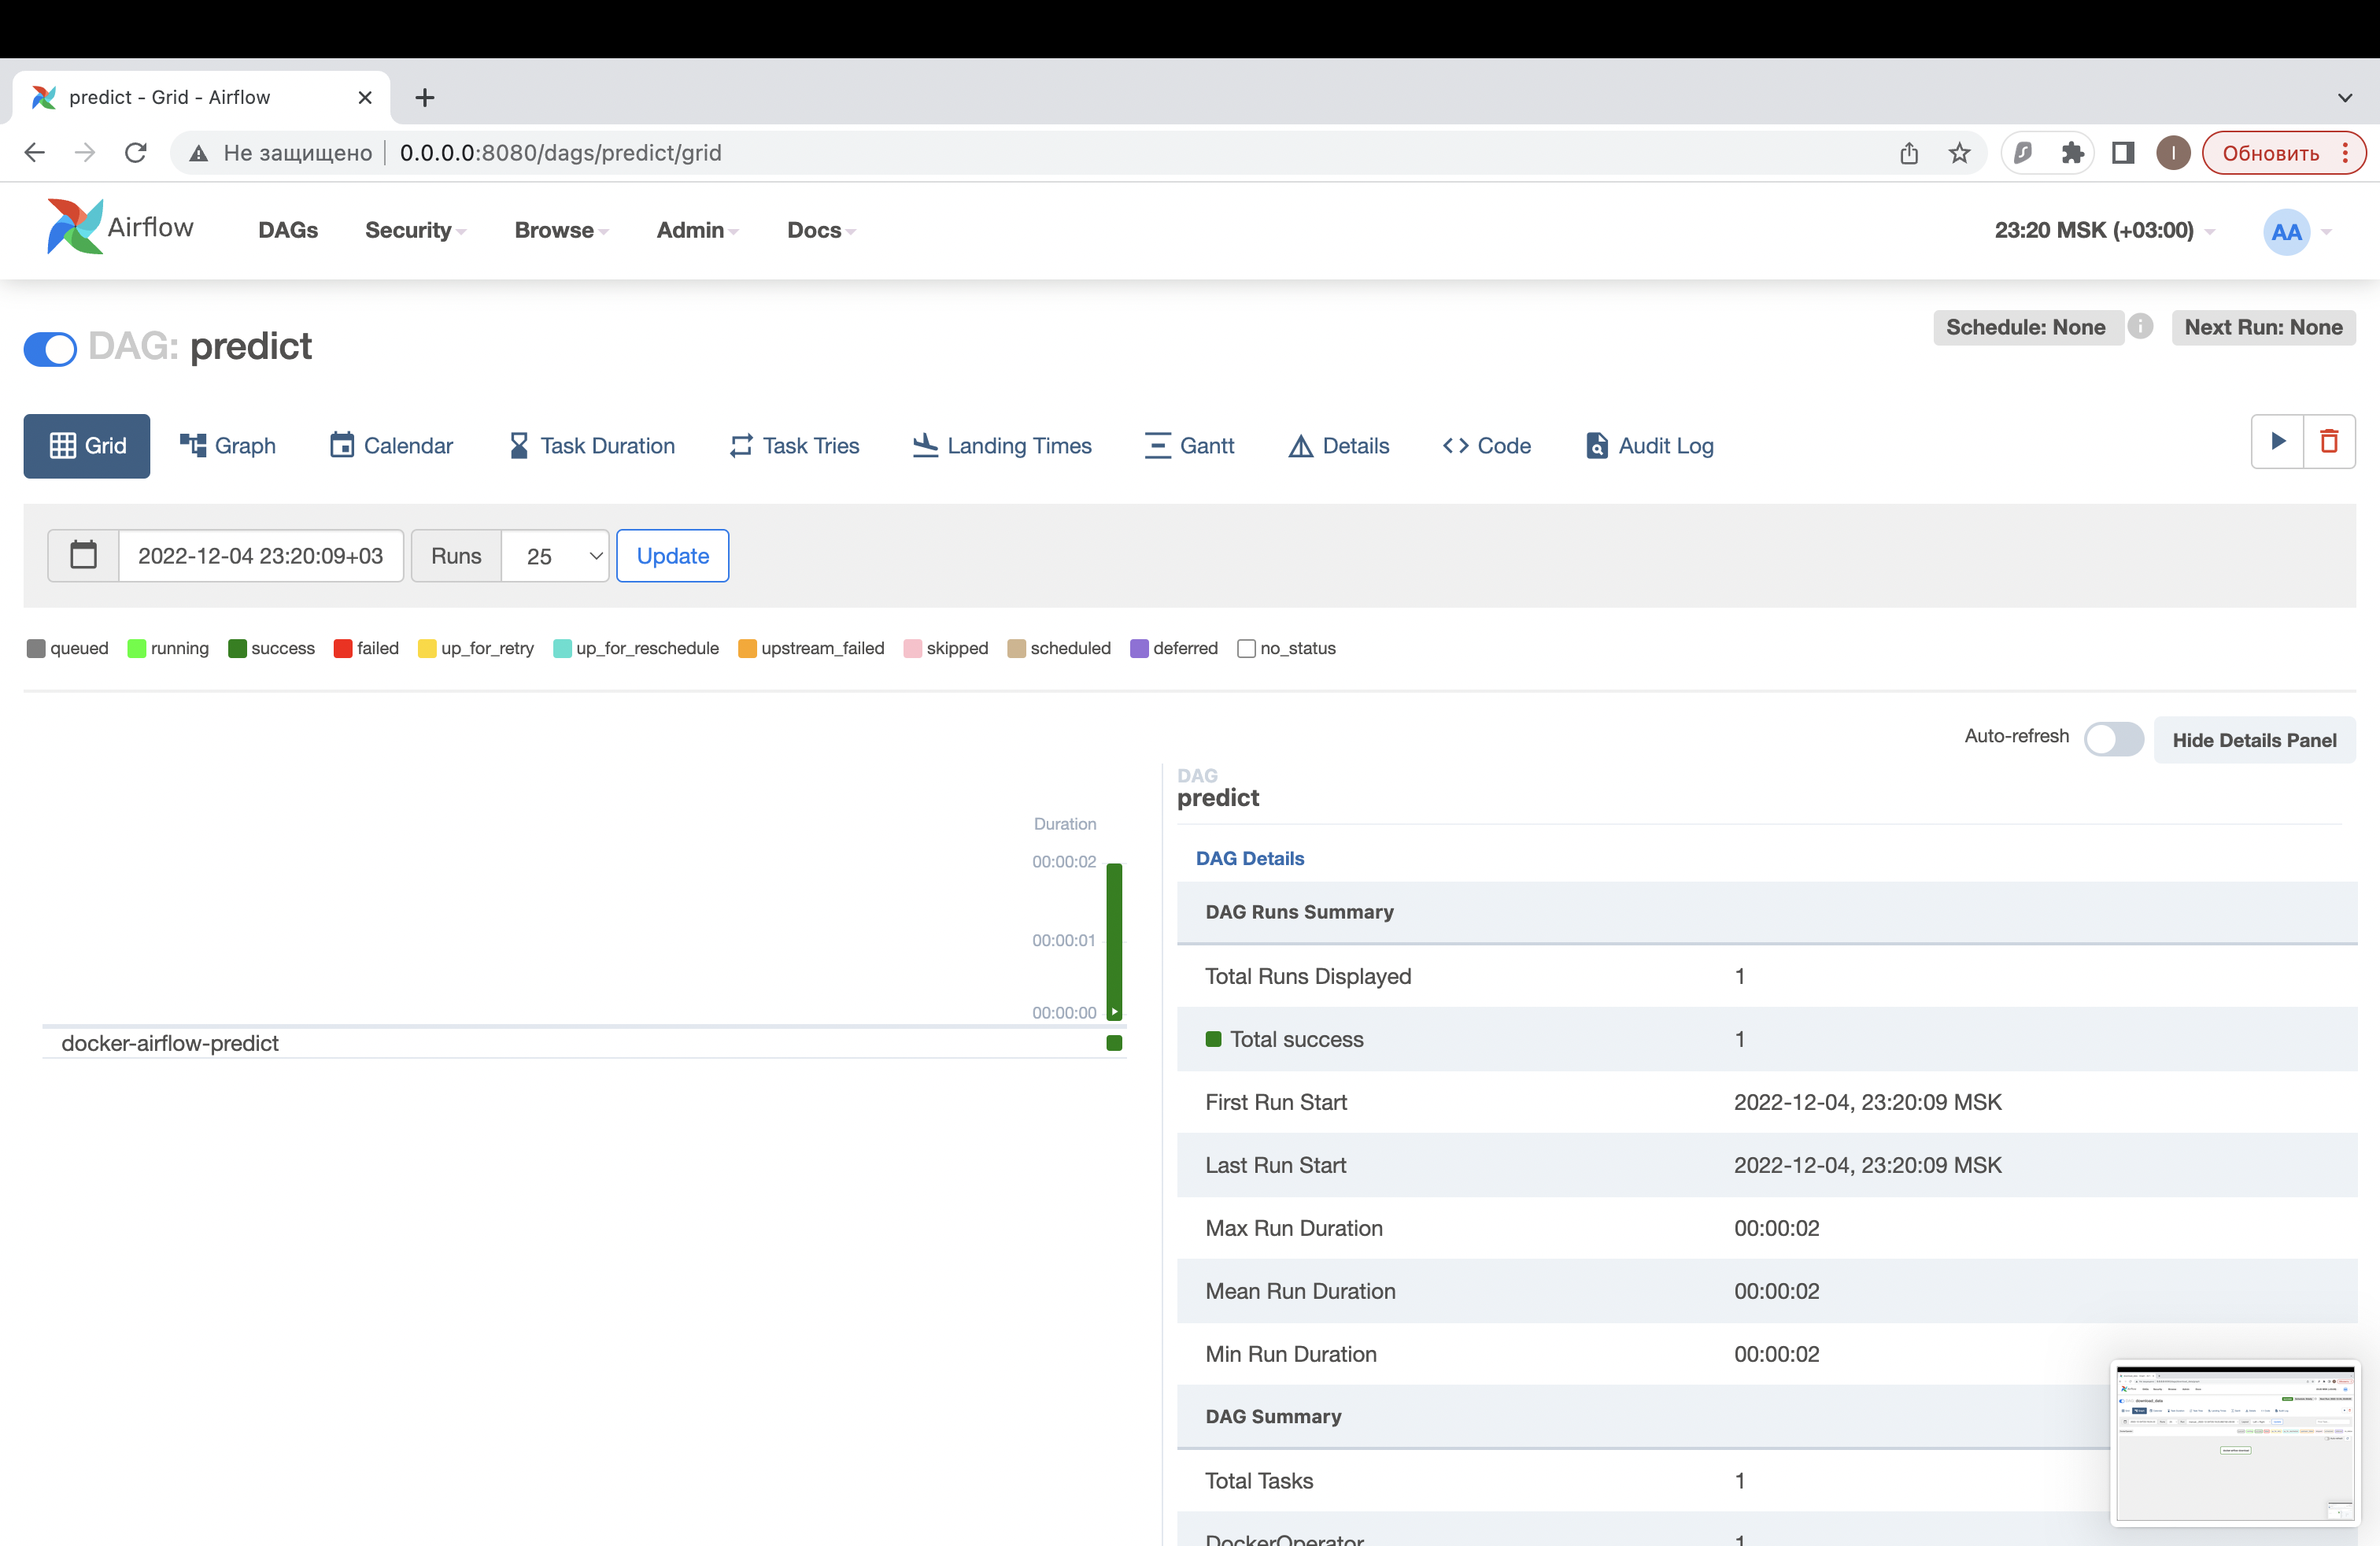 predict - Grid - Airflow
Не защищено 0.0.0.0:8080/dags/predict/grid
I
Обновить
Airflow DAGs Security Browse Admin Docs 23:20 MSK (+03:00) AA
DAG: predict
Schedule: None i Next Run: None
Grid Graph Calendar Task Duration Task Tries Landing Times Gantt Details Code Audit Log
2022-12-04 23:20:09+03 Runs 25 Update
queued running success failed up_for_retry up_for_reschedule upstream_failed skipped scheduled deferred no_status
Auto-refresh Hide Details Panel
Duration
00:00:02
00:00:01
00:00:00
docker-airflow-predict
DAG
predict
DAG Details
DAG Runs Summary
Total Runs Displayed 1
Total success 1
First Run Start 2022-12-04, 23:20:09 MSK
Last Run Start 2022-12-04, 23:20:09 MSK
Max Run Duration 00:00:02
Mean Run Duration 00:00:02
Min Run Duration 00:00:02
DAG Summary
Total Tasks 1
DockerOperator 1